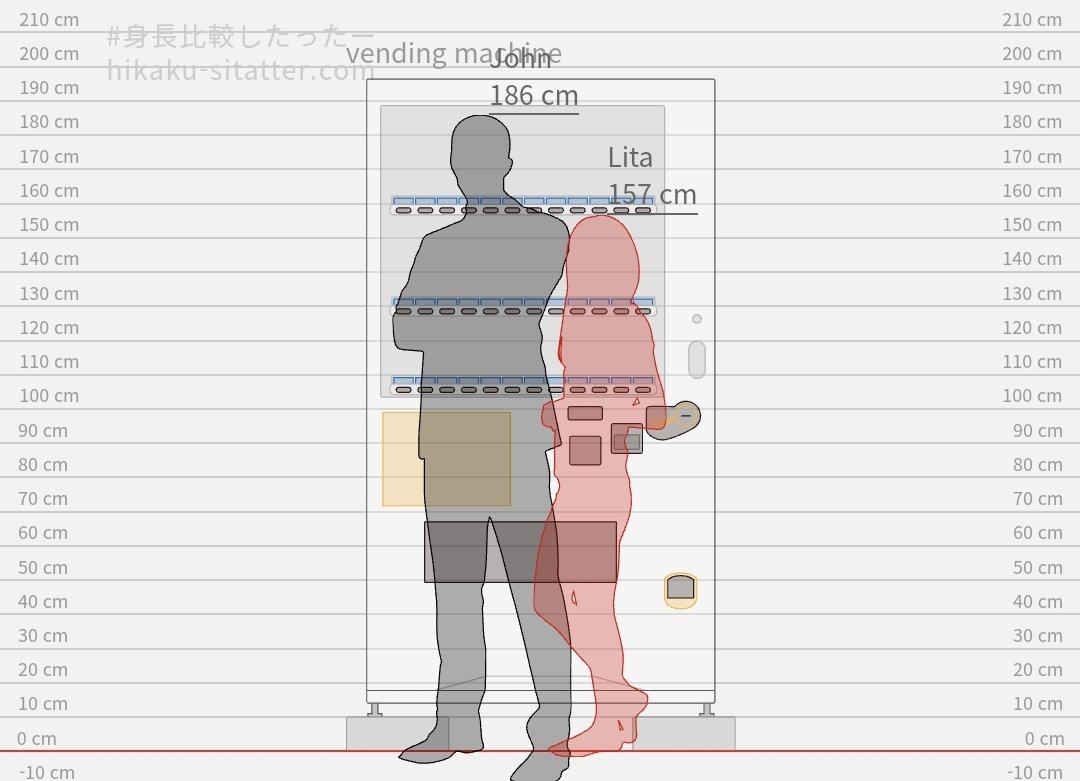 210 cm 210 cm
#身長比較したったー
200 cm vending machine 200 cm
John
hikaku-sitatter.com
190 cm 190 cm
186 cm
180 cm 180 cm
170 cm Lita 170 cm
160 cm 157 cm 160 cm
150 cm 150 cm
140 cm 140 cm
130 cm 130 cm
120 cm 120 cm
110 cm 110 cm
100 cm 100 cm
90 cm 90 cm
80 cm 80 cm
70 cm 70 cm
60 cm 60 cm
50 cm 50 cm
40 cm 40 cm
30 cm 30 cm
20 cm 20 cm
10 cm 10 cm
0 cm 0 cm
-10 cm -10 cm